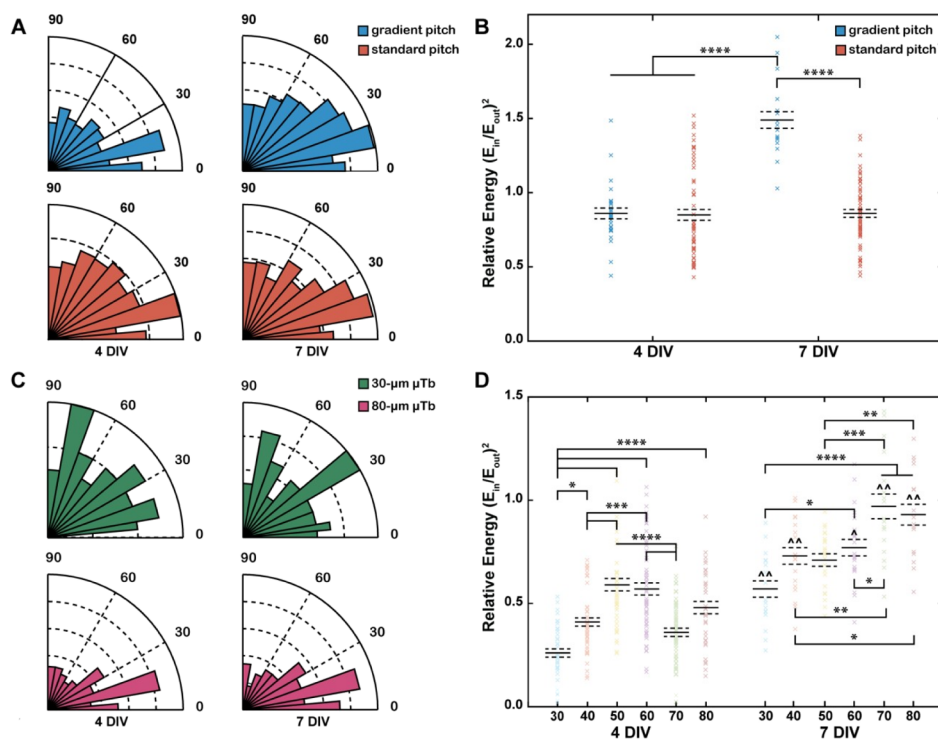 A
90
60
30
0
90
60
30
0
gradient pitch
standard pitch
90
60
30
0
4 DIV
90
60
30
0
7 DIV
B
Relative Energy (E_in/E_out)²
2.0
1.5
1.0
0.5
0.0
4 DIV
7 DIV
gradient pitch
standard pitch
****
****
C
90
60
30
0
90
60
30
0
30-μm μTb
80-μm μTb
90
60
30
0
4 DIV
90
60
30
0
7 DIV
D
Relative Energy (E_in/E_out)²
1.5
1.0
0.5
0.0
****
*
***
****
**
***
****
*
^^
^^
^
^^
^^
*
**
*
30 40 50 60 70 80 30 40 50 60 70 80
4 DIV 7 DIV